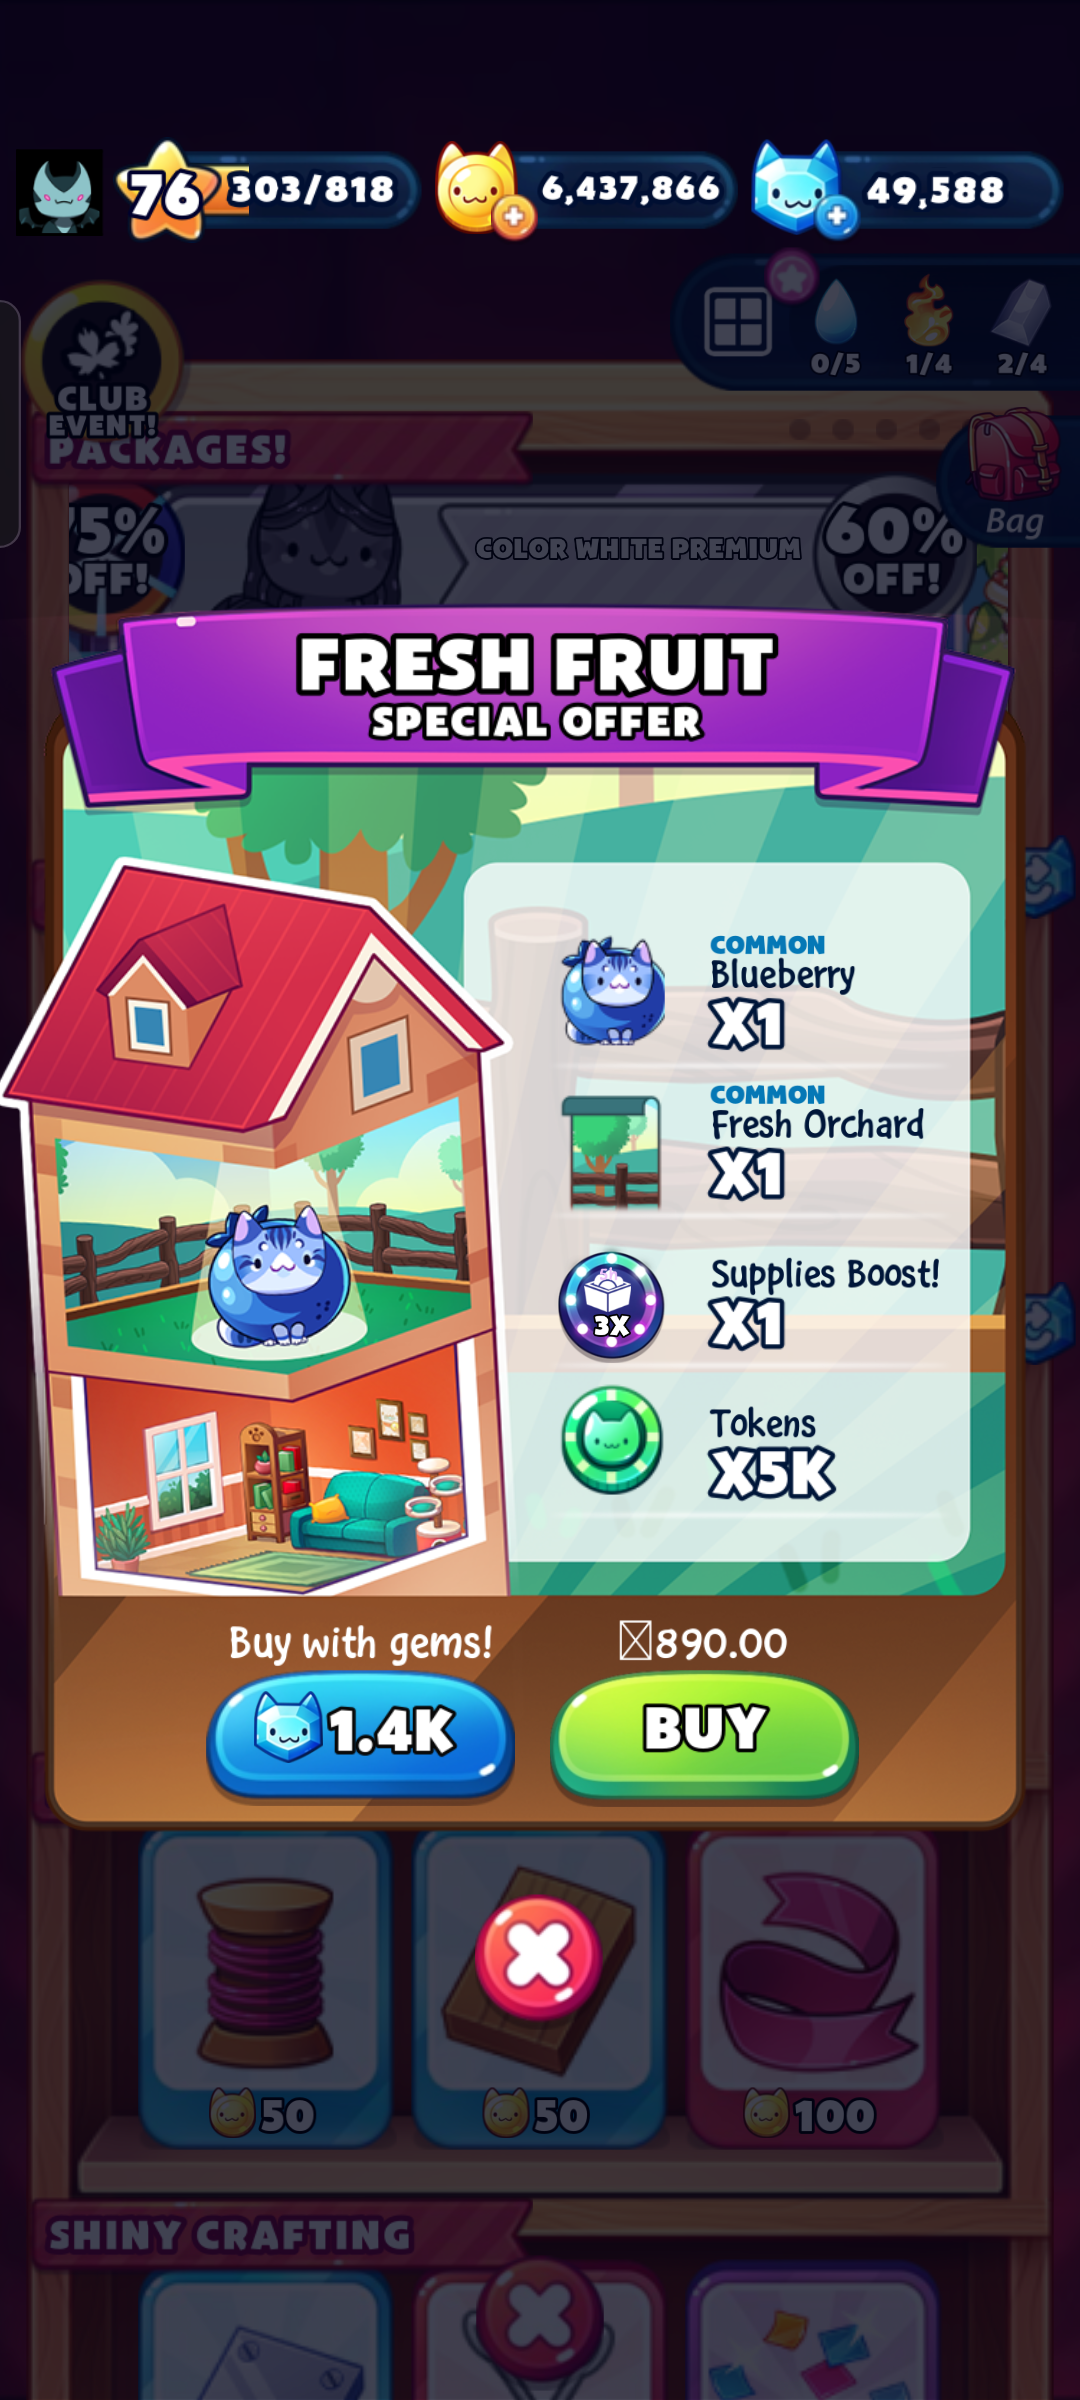 76
303/818
6,437,866
49,588
0/5
1/4
2/4
CLUB
EVENT!
PACKAGES!
Bag
5%
OFF!
COLOR WHITE PREMIUM
60%
OFF!
FRESH FRUIT
SPECIAL OFFER
COMMON
Blueberry
X1
COMMON
Fresh Orchard
X1
3X
Supplies Boost!
X1
Tokens
X5K
Buy with gems!
890.00
1.4K
BUY
50
50
100
SHINY CRAFTING